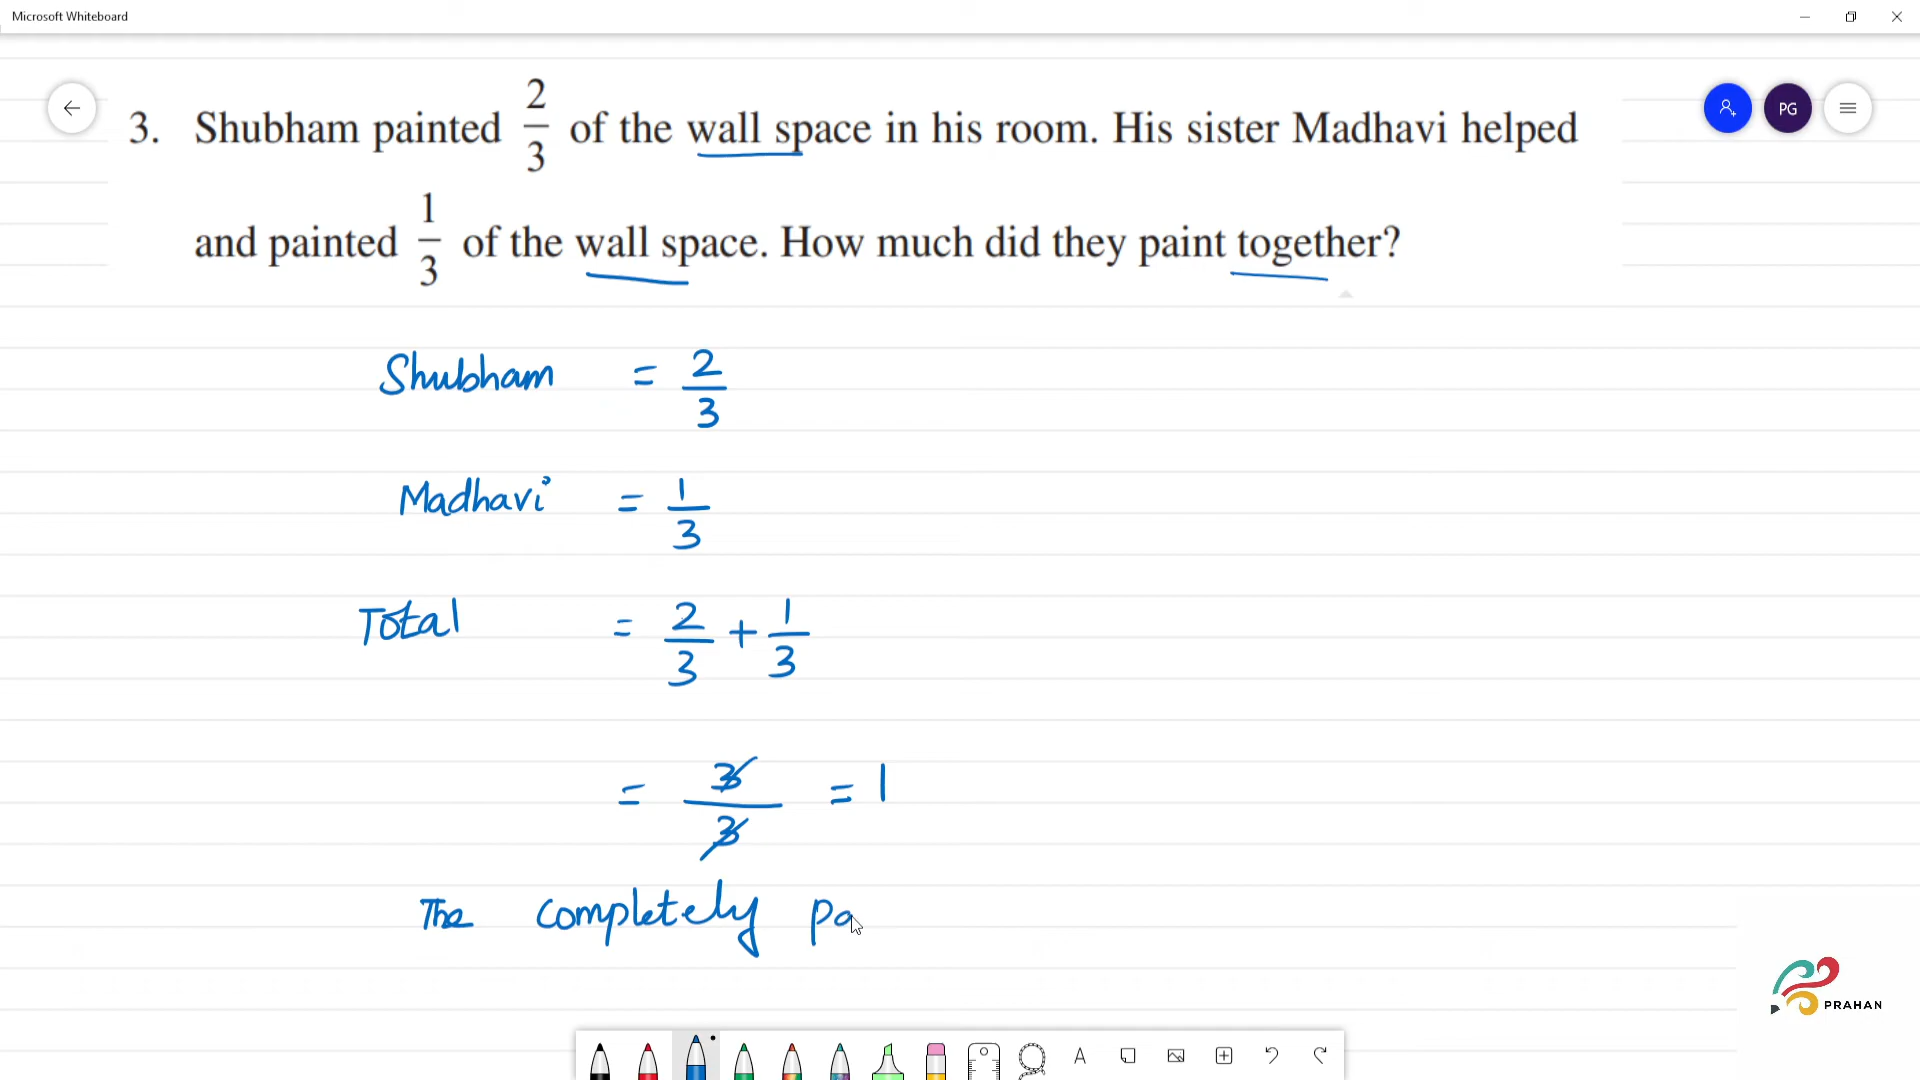 Microsoft Whiteboard
3. Shubham painted 2/3 of the wall space in his room. His sister Madhavi helped
and painted 1/3 of the wall space. How much did they paint together?
PG
Shubham = 2/3
Madhavi = 1/3
Total = 2/3 + 1/3
= 3/3 = 1
The completely pa
PRAHAN
A